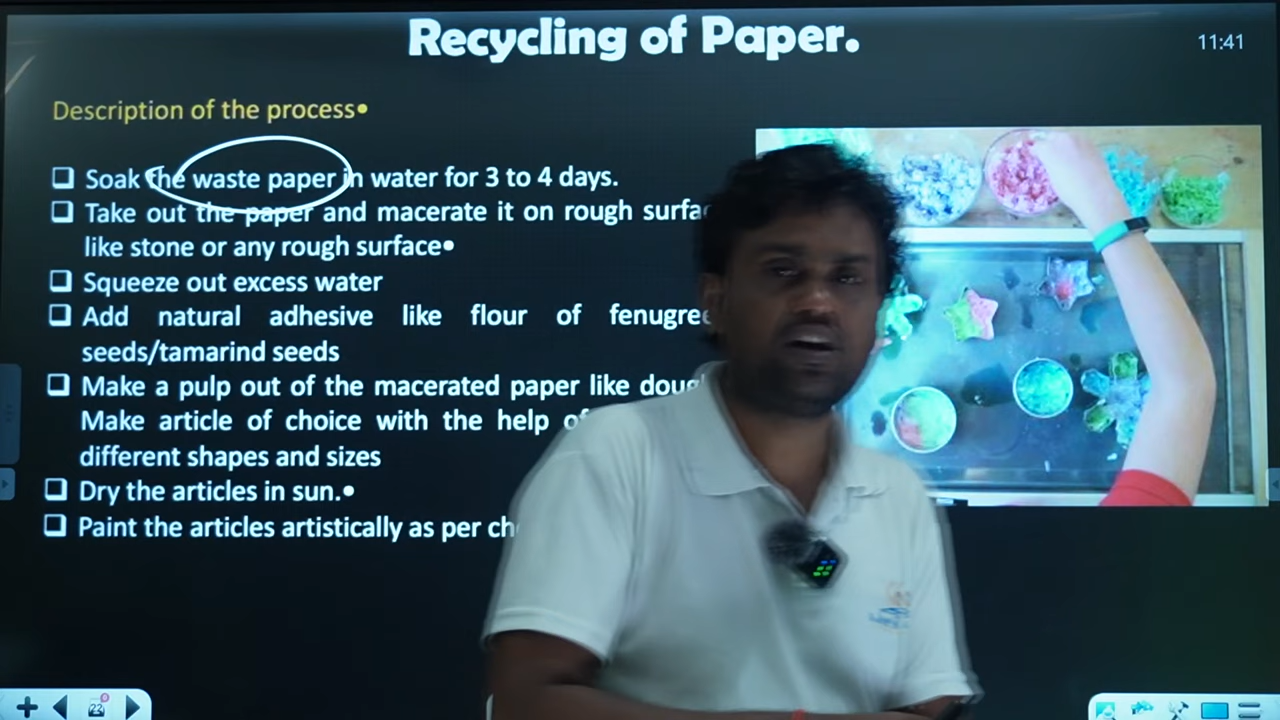 Recycling of Paper.
11:41
Description of the process•
Soak the waste paper in water for 3 to 4 days.
Take out the paper and macerate it on rough
like stone or any rough surface•
Squeeze out excess water
Add natural adhesive like flour of
seeds/tamarind seeds
Make a pulp out of the macerated paper like
Make article of choice with the help
different shapes and sizes
Dry the articles in sun.•
Paint the articles artistically as per
23